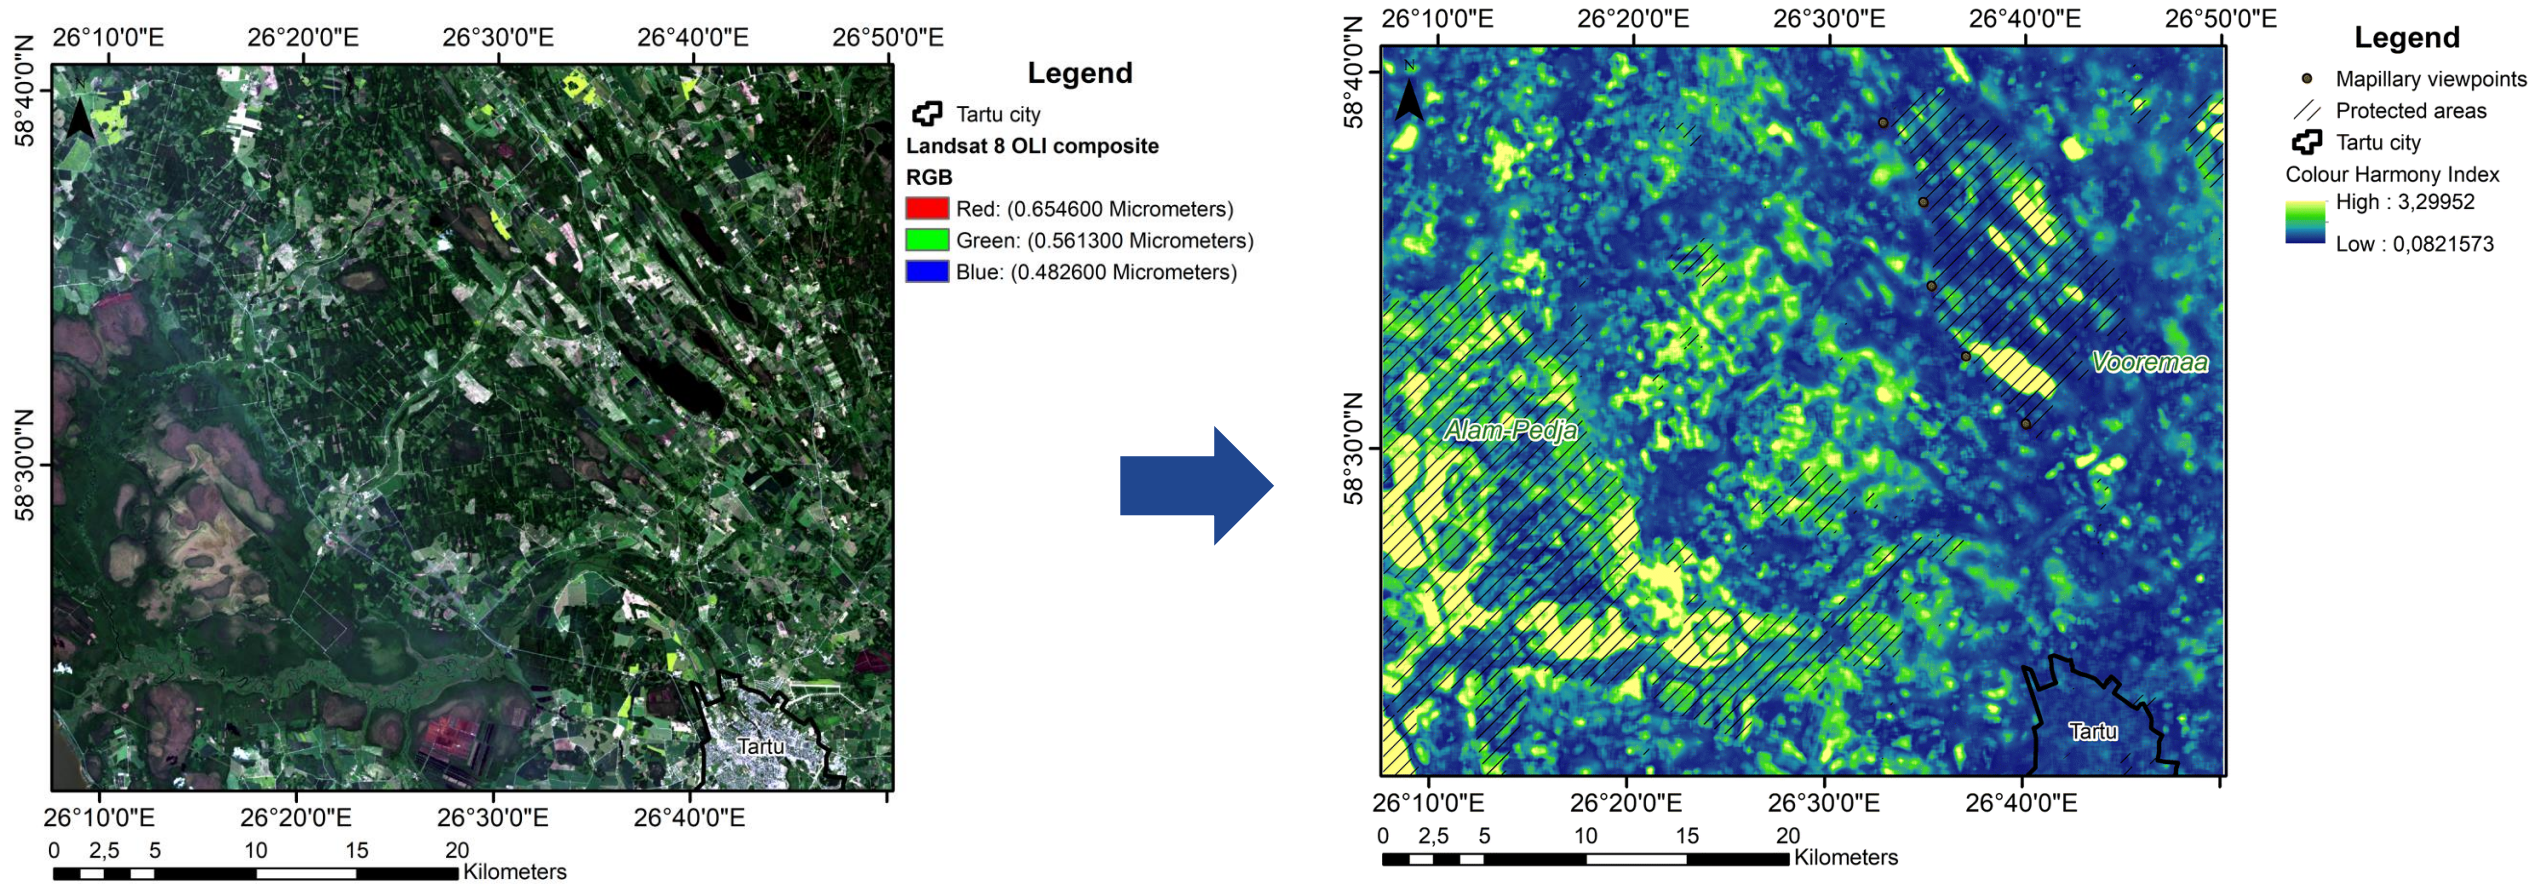 26°10'0"E 26°20'0"E 26°30'0"E 26°40'0"E 26°50'0"E
58°40'0"N
58°30'0"N
N
Tartu
26°10'0"E 26°20'0"E 26°30'0"E 26°40'0"E
0 2,5 5 10 15 20
Kilometers
Legend
Tartu city
Landsat 8 OLI composite
RGB
Red: (0.654600 Micrometers)
Green: (0.561300 Micrometers)
Blue: (0.482600 Micrometers)
26°10'0"E 26°20'0"E 26°30'0"E 26°40'0"E 26°50'0"E
58°40'0"N
58°30'0"N
N
Vooremaa
Alam-Pedja
Tartu
26°10'0"E 26°20'0"E 26°30'0"E 26°40'0"E
0 2,5 5 10 15 20
Kilometers
Legend
Mapillary viewpoints
Protected areas
Tartu city
Colour Harmony Index
High : 3,29952
Low : 0,0821573